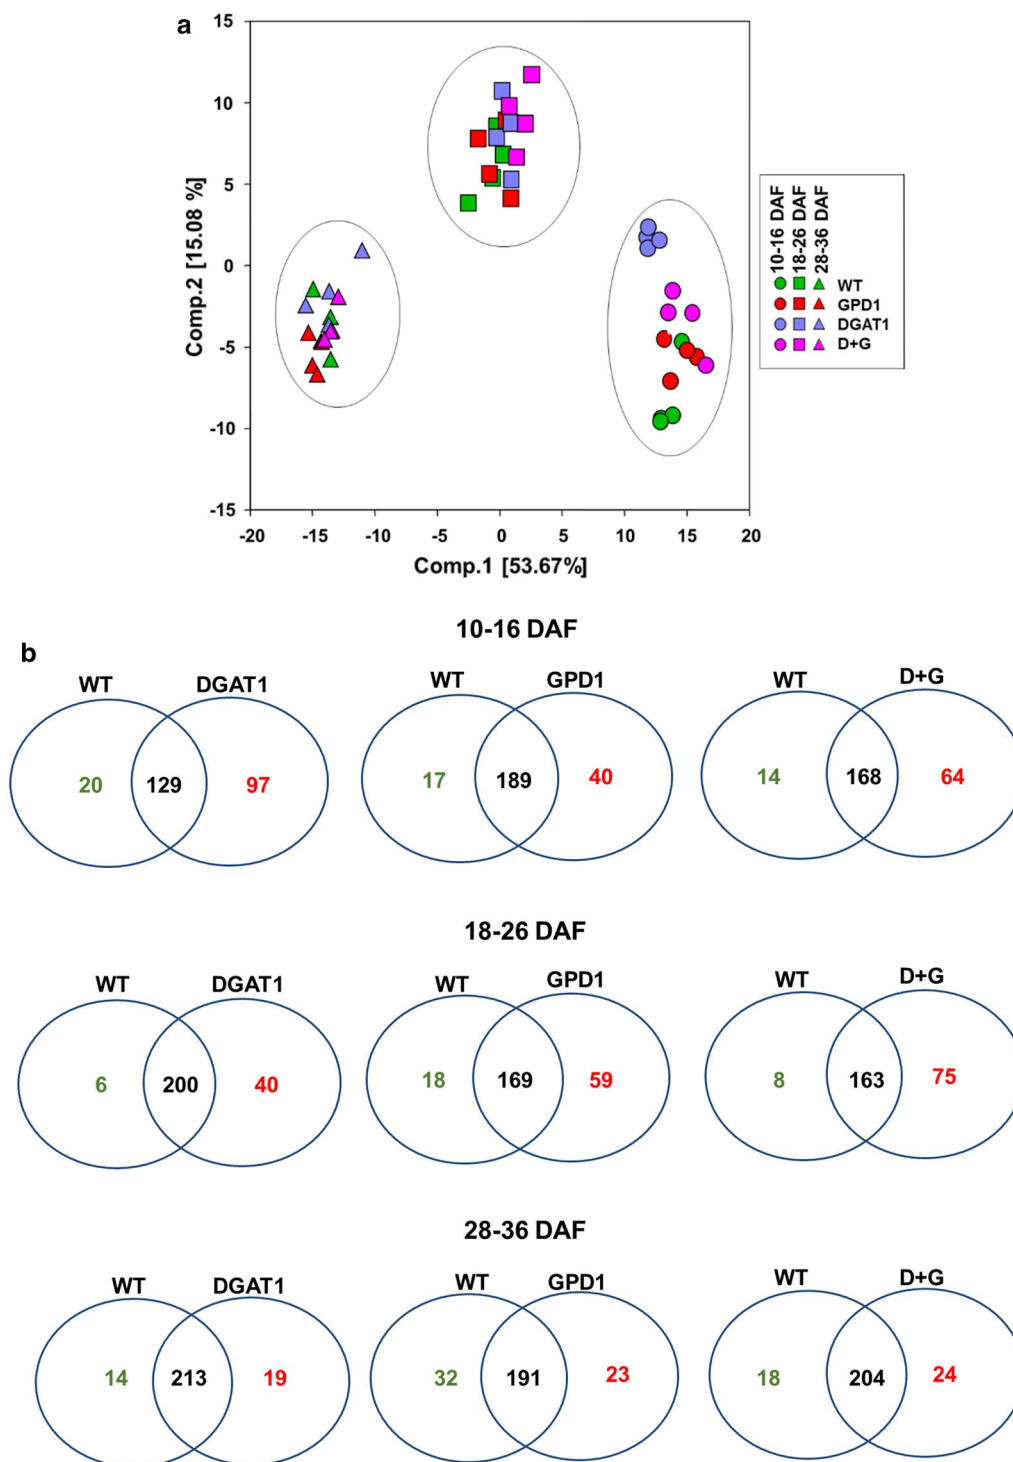 a
15
10
5
0
-5
-10
-15
Comp.2 [15.08 %]
-20 -15 -10 -5 0 5 10 15 20
Comp.1 [53.67%]
10-16 DAF
18-26 DAF
28-36 DAF
WT
GPD1
DGAT1
D+G
b
10-16 DAF
WT DGAT1 WT GPD1 WT D+G
20 129 97 17 189 40 14 168 64
18-26 DAF
WT DGAT1 WT GPD1 WT D+G
6 200 40 18 169 59 8 163 75
28-36 DAF
WT DGAT1 WT GPD1 WT D+G
14 213 19 32 191 23 18 204 24